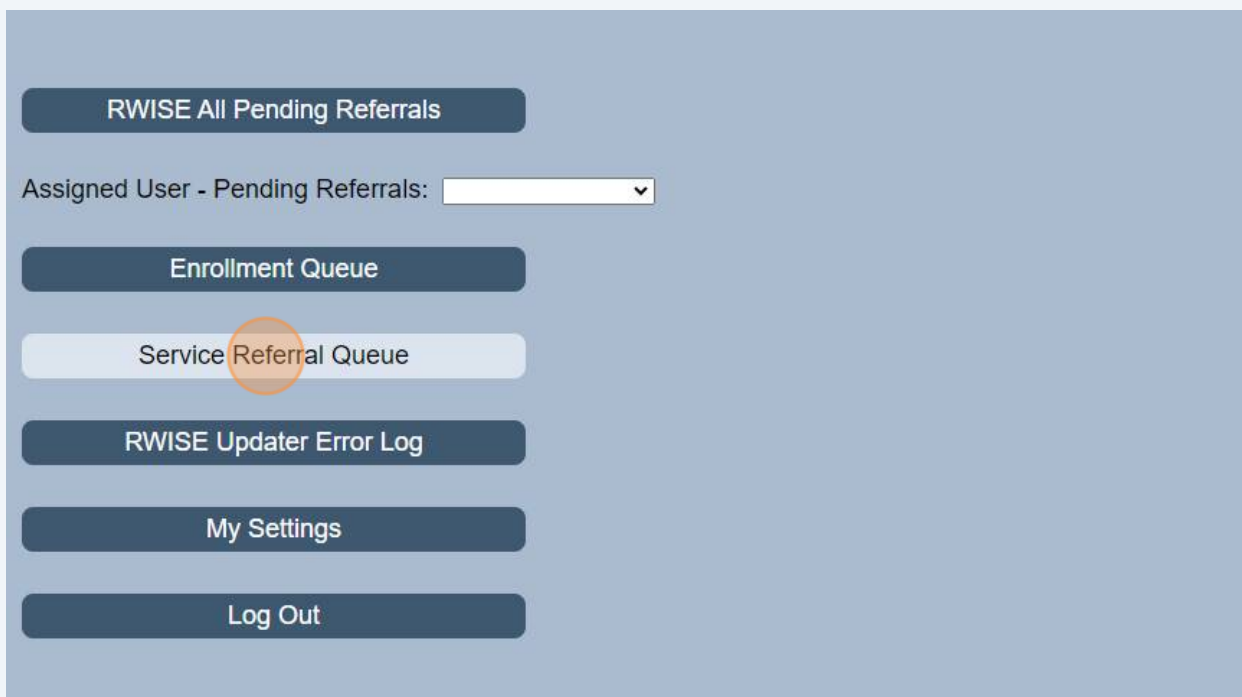 RWISE All Pending Referrals
Assigned User - Pending Referrals:
Enrollment Queue
Service Referral Queue
RWISE Updater Error Log
My Settings
Log Out